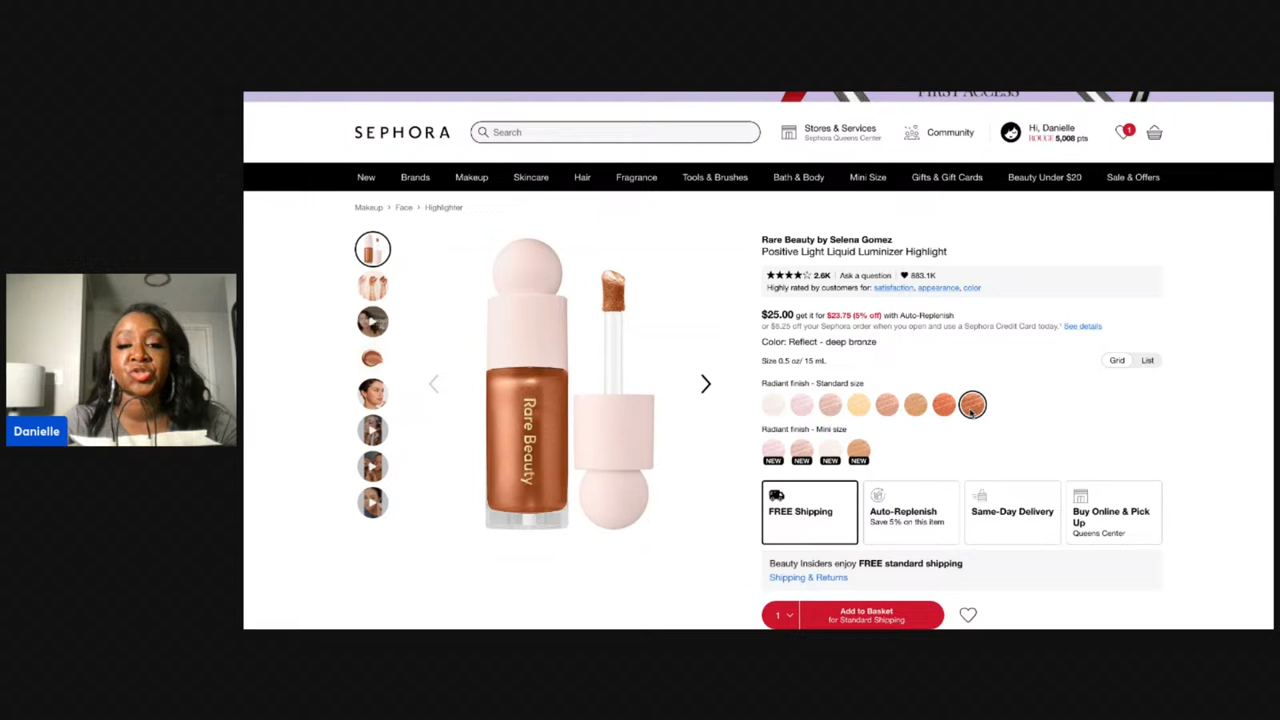 FIRST ACCESS
SEPHORA
Search
Stores & Services
Sephora Queens Center
Community
Hi, Danielle
ROUGE 5,008 pts
1
New
Brands
Makeup
Skincare
Hair
Fragrance
Tools & Brushes
Bath & Body
Mini Size
Gifts & Gift Cards
Beauty Under $20
Sale & Offers
Makeup > Face > Highlighter
Rare Beauty
Rare Beauty by Selena Gomez
Positive Light Liquid Luminizer Highlight
2.6K
Ask a question
883.1K
Highly rated by customers for: satisfaction, appearance, color
$25.00 get it for $23.75 (5% off) with Auto-Replenish
or $6.25 off your Sephora order when you open and use a Sephora Credit Card today.¹ See details
Color: Reflect - deep bronze
Size 0.5 oz/ 15 mL
Grid
List
Radiant finish - Standard size
Radiant finish - Mini size
NEW
NEW
NEW
NEW
FREE Shipping
Auto-Replenish
Save 5% on this item
Same-Day Delivery
Buy Online & Pick
Up
Queens Center
Beauty Insiders enjoy FREE standard shipping
Shipping & Returns
1
Add to Basket
for Standard Shipping
Danielle